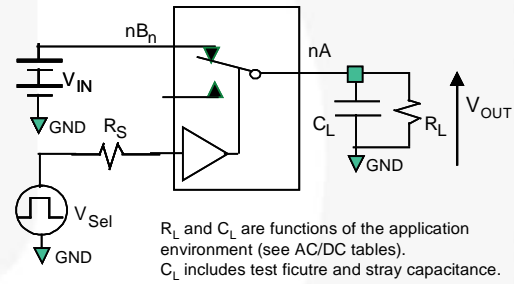 nBn
nA
VIN
GND
RS
CL
RL
VOUT
GND
VSel
GND
RL and CL are functions of the application
environment (see AC/DC tables).
CL includes test ficutre and stray capacitance.